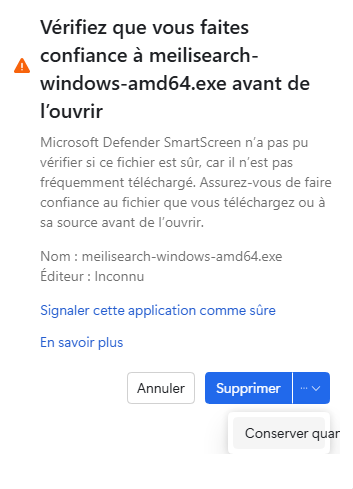 Vérifiez que vous faites
confiance à meilisearch-
windows-amd64.exe avant de
l’ouvrir
Microsoft Defender SmartScreen n’a pas pu
vérifier si ce fichier est sûr, car il n’est pas
fréquemment téléchargé. Assurez-vous de faire
confiance au fichier que vous téléchargez ou à
sa source avant de l’ouvrir.
Nom : meilisearch-windows-amd64.exe
Éditeur : Inconnu
Signaler cette application comme sûre
En savoir plus
Annuler
Supprimer
Conserver quan